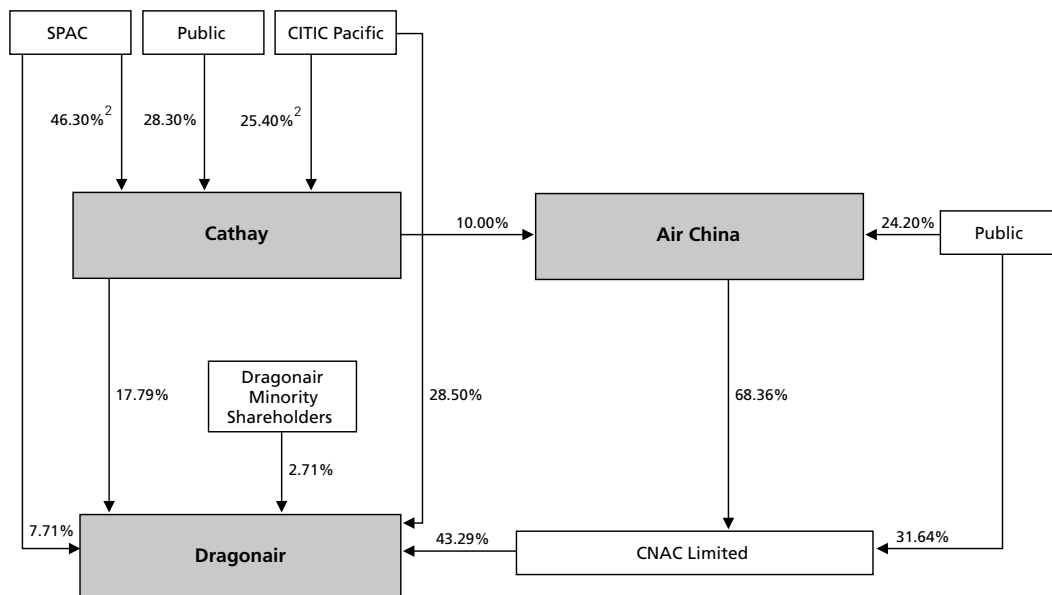 SPAC
Public
CITIC Pacific
46.30%2
28.30%
25.40%2
Cathay
10.00%
Air China
24.20%
Public
17.79%
Dragonair
Minority
Shareholders
28.50%
68.36%
2.71%
7.71%
Dragonair
43.29%
CNAC Limited
31.64%